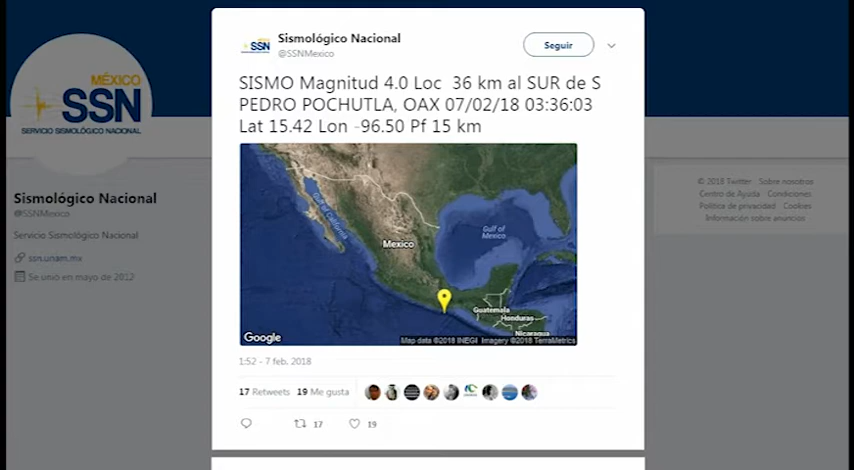 Sismológico Nacional
@SSNMexico
Seguir
SISMO Magnitud 4.0 Loc 36 km al SUR de S
PEDRO POCHUTLA, OAX 07/02/18 03:36:03
Lat 15.42 Lon -96.50 Pf 15 km
Gulf of California
Mexico
Gulf of
Mexico
Guatemala
Honduras
Nicaragua
Google
Map data ©2018 INEGI Imagery ©2018 TerraMetrics
1:52 - 7 feb. 2018
17 Retweets 19 Me gusta
17 19
MÉXICO
SSN
SERVICIO SISMOLÓGICO NACIONAL
Sismológico Nacional
@SSNMexico
Servicio Sismológico Nacional
ssn.unam.mx
Se unió en mayo de 2012
© 2018 Twitter Sobre nosotros
Centro de Ayuda Condiciones
Política de privacidad Cookies
Información sobre anuncios